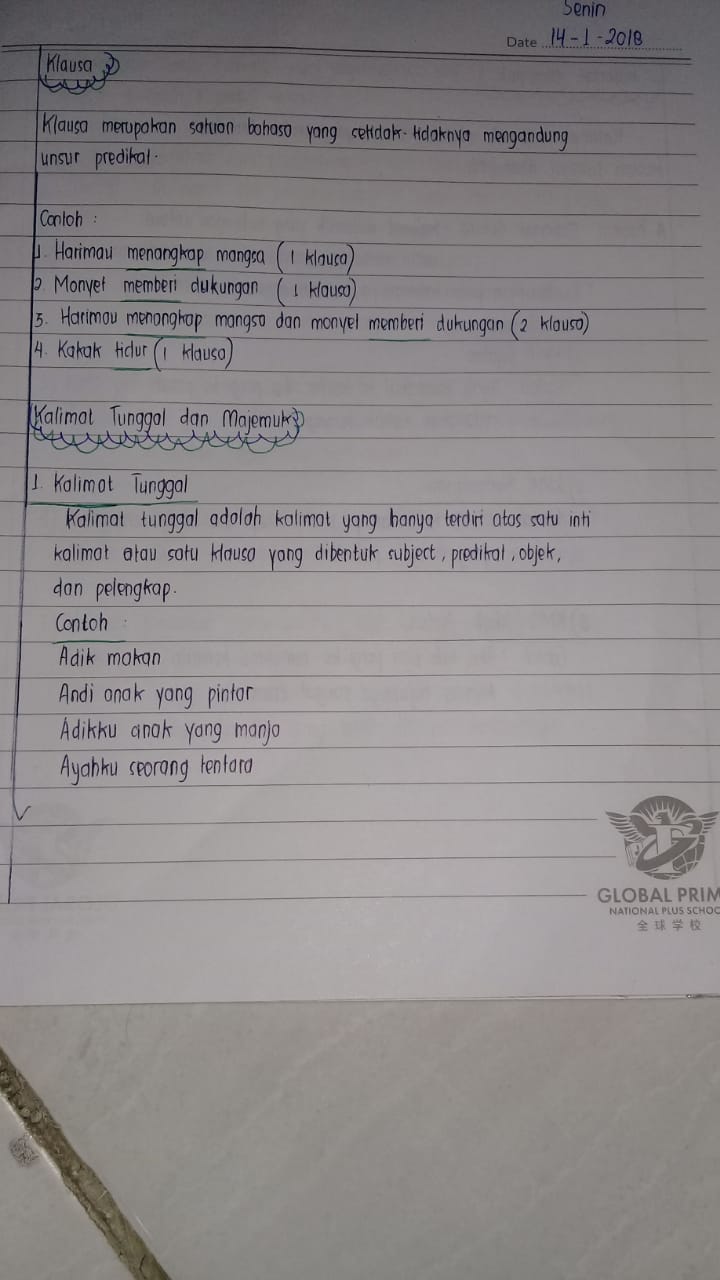 Senin
Date 14-1-2018
Klausa
Klausa merupakan satuan bahasa yang setidak-tidaknya mengandung
unsur predikat.
Contoh :
1. Harimau menangkap mangsa (1 klausa)
2. Monyet memberi dukungan (1 klausa)
3. Harimau menangkap mangsa dan monyet memberi dukungan (2 klausa)
4. Kakak tidur (1 klausa)
Kalimat Tunggal dan Majemuk
1. Kalimat Tunggal
Kalimat tunggal adalah kalimat yang hanya terdiri atas satu inti
kalimat atau satu klausa yang dibentuk subject, predikat, objek,
dan pelengkap.
Contoh :
Adik makan
Andi anak yang pintar
Adikku anak yang manja
Ayahku seorang tentara
GLOBAL PRIM
NATIONAL PLUS SCHOO
全球学校